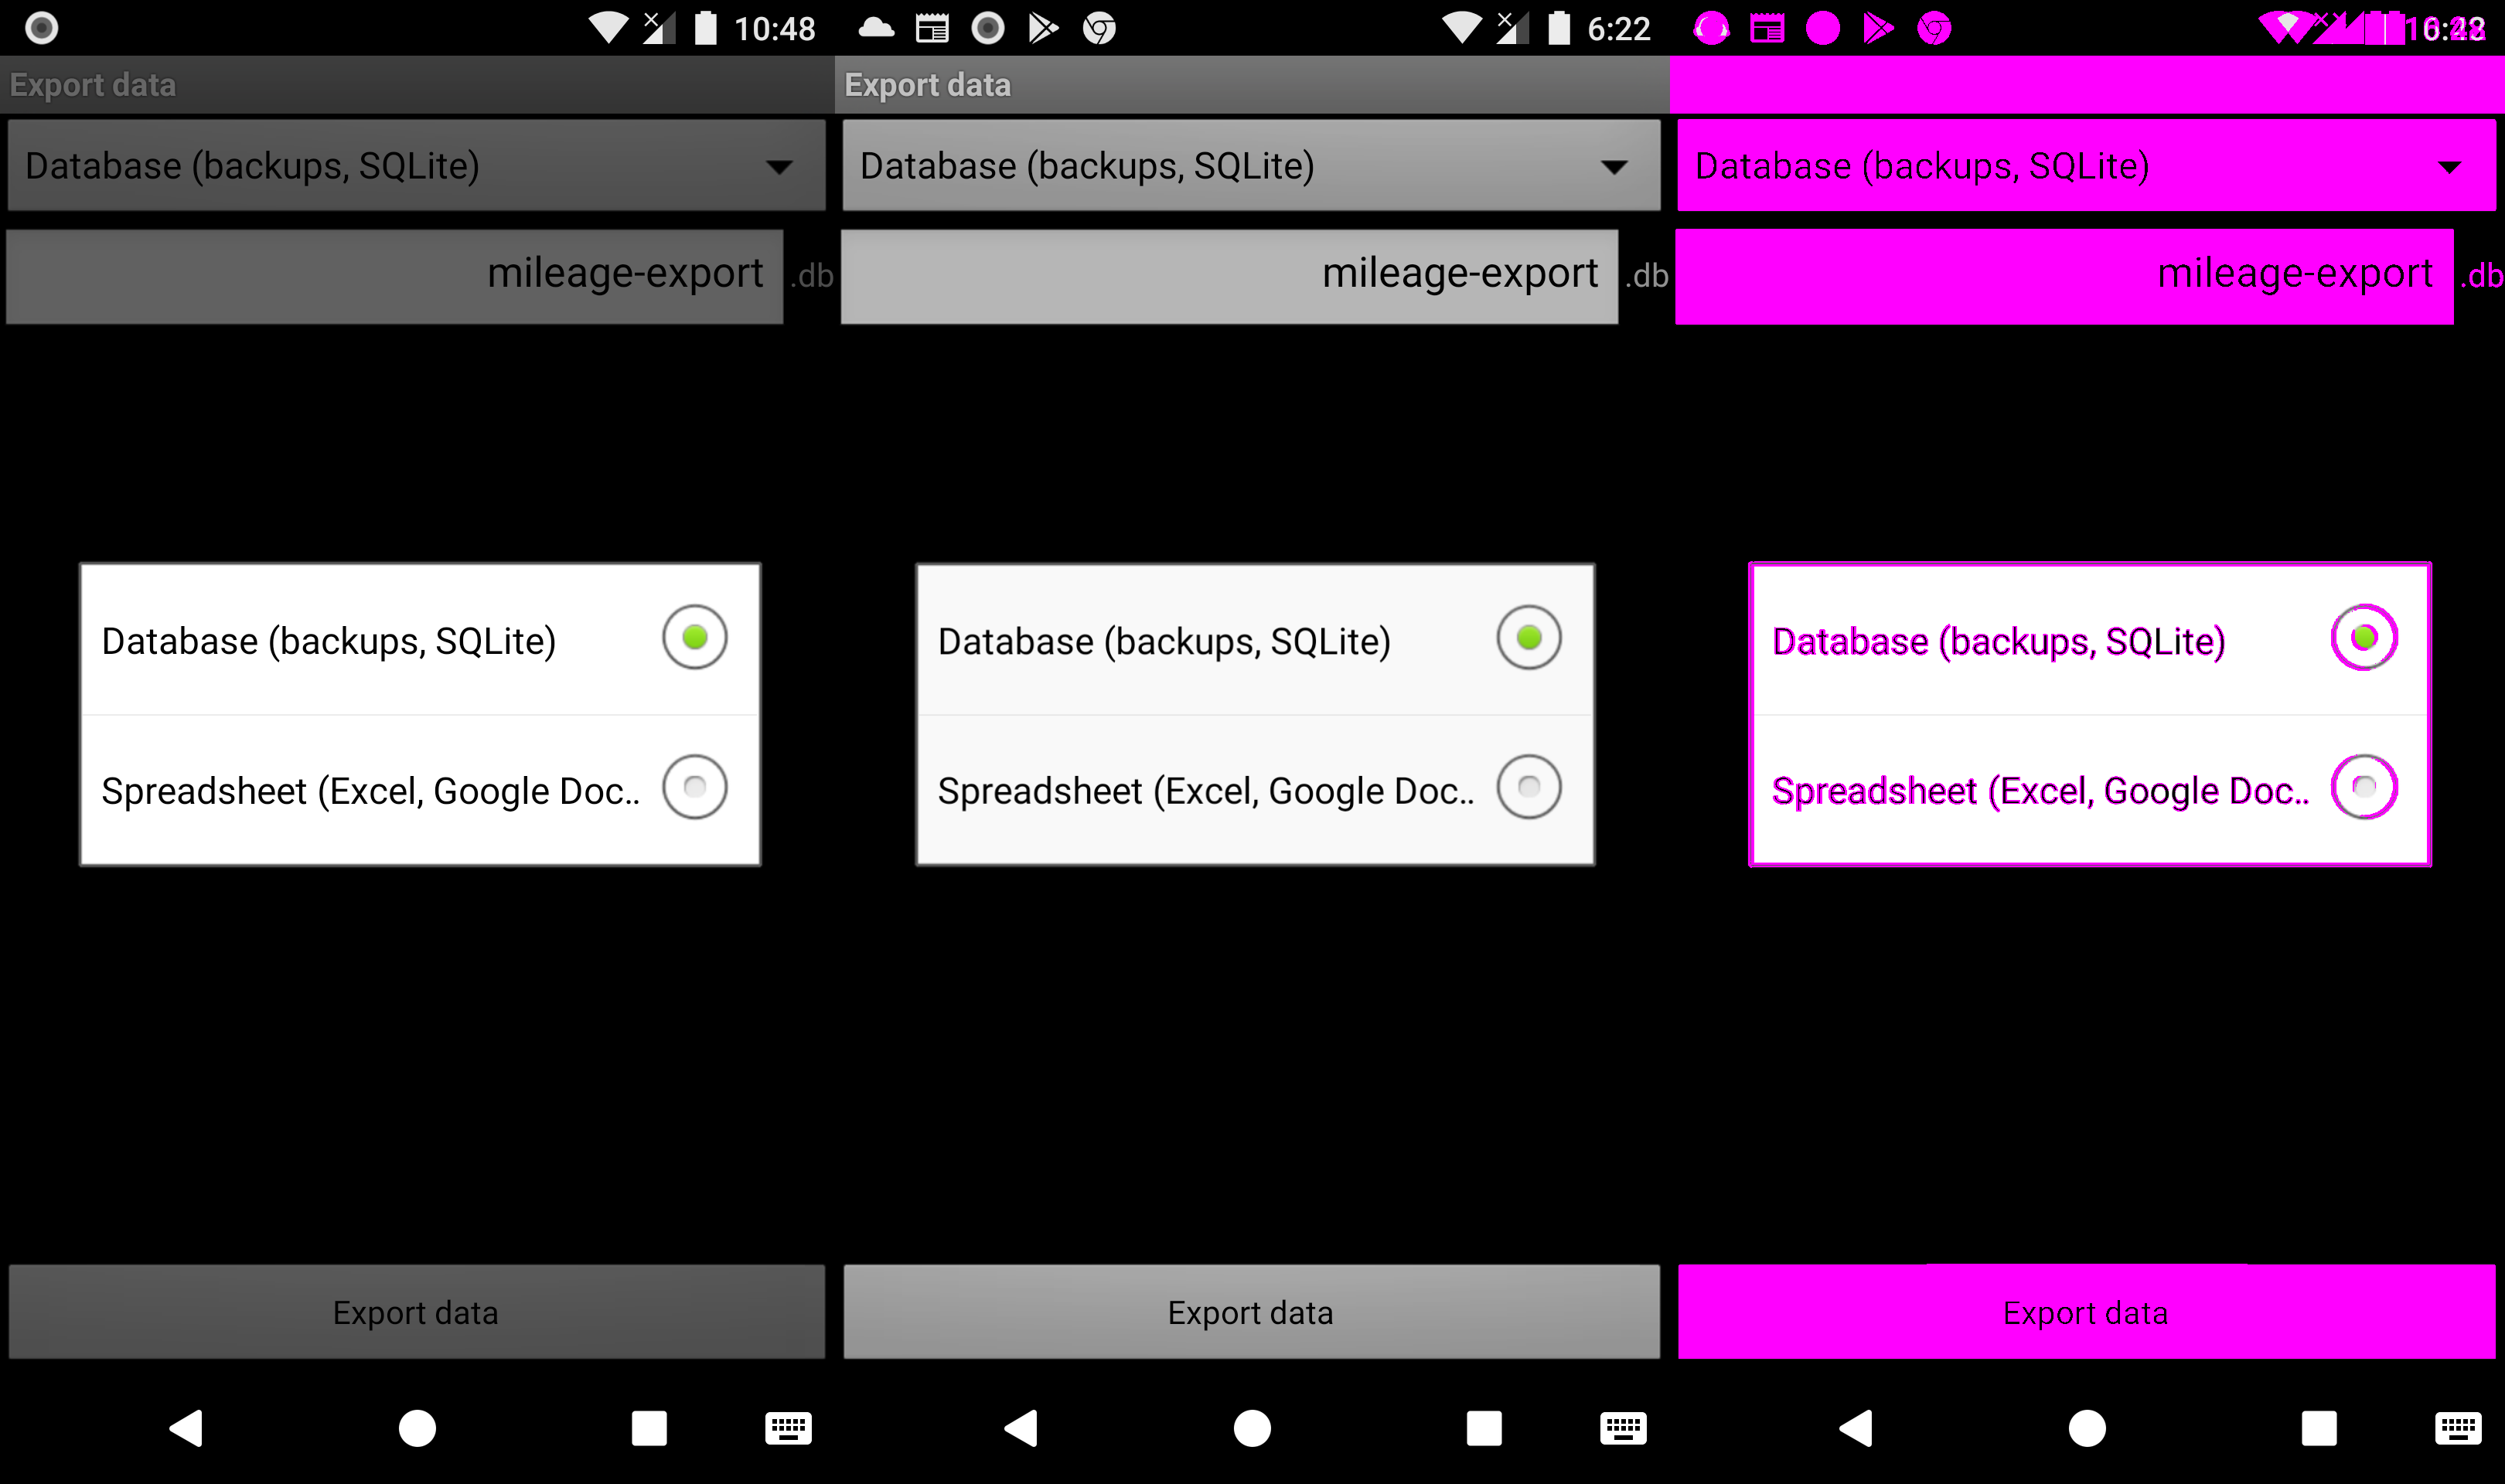 10:48
Export data
Database (backups, SQLite)
mileage-export .db
Database (backups, SQLite)
Spreadsheet (Excel, Google Doc..
Export data
6:22
Export data
Database (backups, SQLite)
mileage-export .db
Database (backups, SQLite)
Spreadsheet (Excel, Google Doc..
Export data
Database (backups, SQLite)
mileage-export .db
Database (backups, SQLite)
Spreadsheet (Excel, Google Doc..
Export data